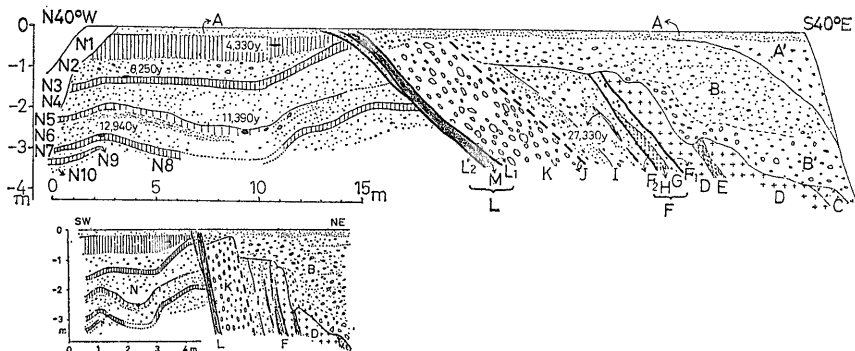 N40°W
A
A
S40°E
0
-1
-2
-3
-4
m
N1
N2
N3
N4
N5
N6
N7
N9
N8
N10
4,330y
8,250y
11,390y
12,940y
27,330y
A'
B
B'
0
5
10
15
m
L2
M
L1
L
K
J
I
F2
H
G
F1
F
D
E
D
C
SW
NE
0
-1
-2
-3
m
N
K
B
D
L
F
0
1
2
3
4m